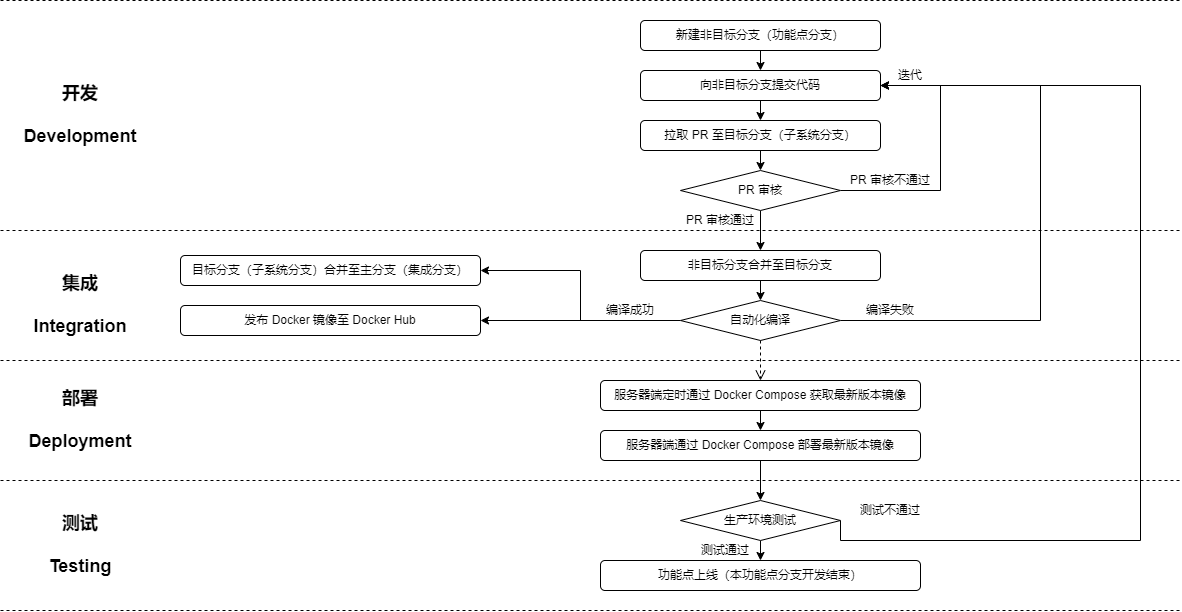 新建非目标分支（功能点分支）
迭代
向非目标分支提交代码
开发
Development
拉取 PR 至目标分支（子系统分支）
PR 审核
PR 审核不通过
PR 审核通过
非目标分支合并至目标分支
目标分支（子系统分支）合并至主分支（集成分支）
集成
Integration
编译成功
自动化编译
编译失败
发布 Docker 镜像至 Docker Hub
部署
Deployment
服务器端定时通过 Docker Compose 获取最新版本镜像
服务器端通过 Docker Compose 部署最新版本镜像
测试
Testing
生产环境测试
测试不通过
测试通过
功能点上线（本功能点分支开发结束）